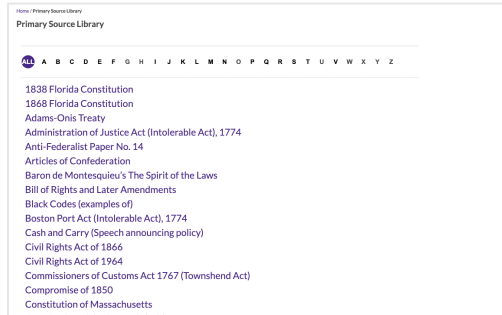 Home / Primary Source Library
Primary Source Library
ALL A B C D E F G H I J K L M N O P Q R S T U V W X Y Z
1838 Florida Constitution
1868 Florida Constitution
Adams-Onis Treaty
Administration of Justice Act (Intolerable Act), 1774
Anti-Federalist Paper No. 14
Articles of Confederation
Baron de Montesquieu's The Spirit of the Laws
Bill of Rights and Later Amendments
Black Codes (examples of)
Boston Port Act (Intolerable Act), 1774
Cash and Carry (Speech announcing policy)
Civil Rights Act of 1866
Civil Rights Act of 1964
Commissioners of Customs Act 1767 (Townshend Act)
Compromise of 1850
Constitution of Massachusetts